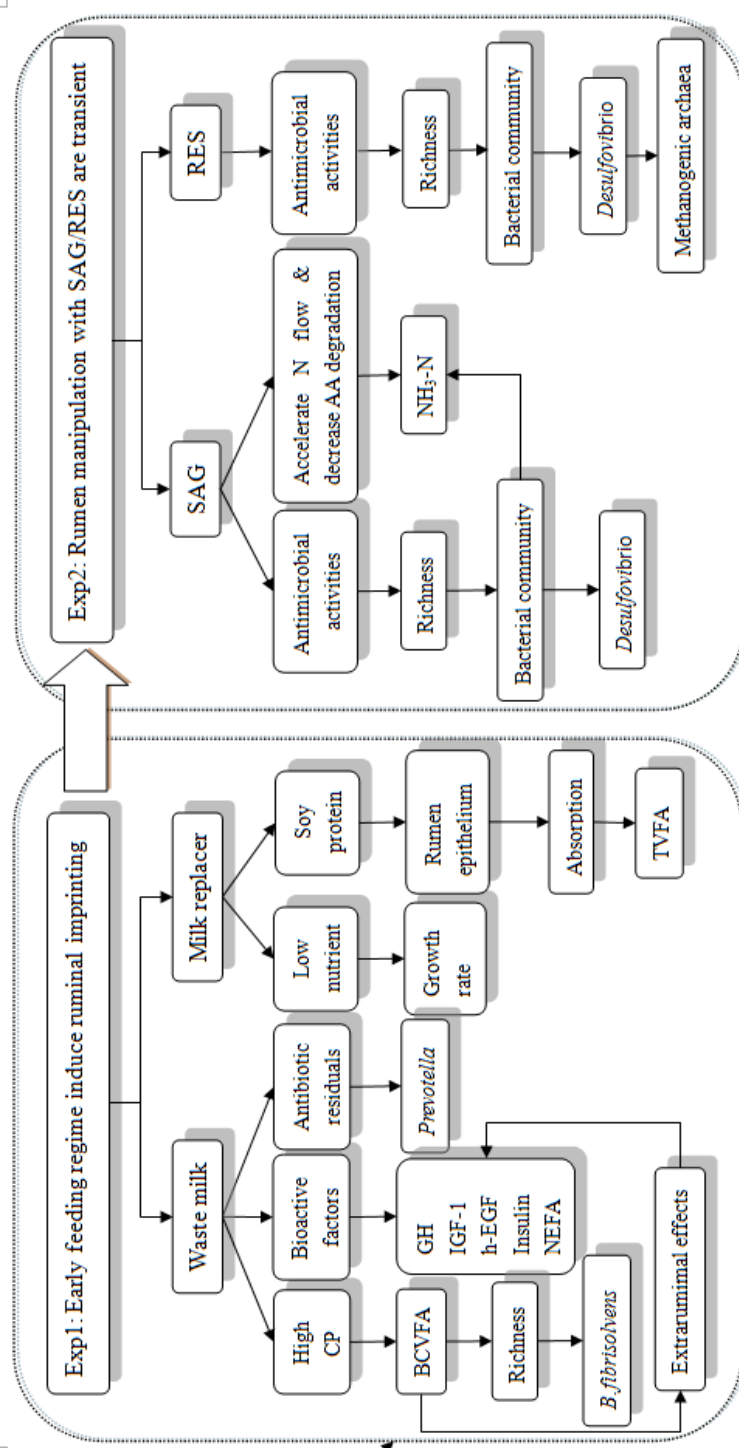 Exp1: Early feeding regime induce ruminal imprinting
Waste milk
Milk replacer
High
CP
Bioactive
factors
Antibiotic
residuals
Low
nutrient
Soy
protein
BCVFA
GH
IGF-1
h-EGF
Insulin
NEFA
Prevotella
Growth
rate
Rumen
epithelium
Richness
Absorption
B.fibrisolvens
TVFA
Extrarumimal effects
Exp2: Rumen manipulation with SAG/RES are transient
SAG
RES
Antimicrobial
activities
Accelerate N flow &
decrease AA degradation
Antimicrobial
activities
Richness
NH₃-N
Richness
Bacterial community
Bacterial community
Desulfovibrio
Desulfovibrio
Methanogenic archaea